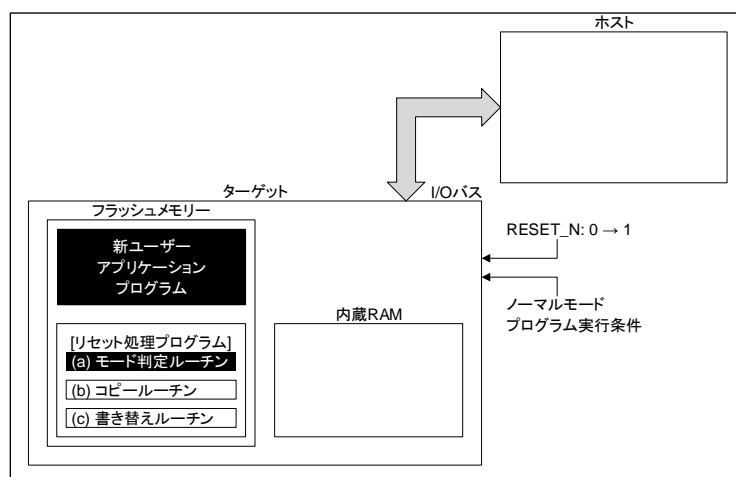 ホスト
ターゲット
I/Oバス
フラッシュメモリー
新ユーザー
アプリケーション
プログラム
RESET_N: 0 → 1
ノーマルモード
プログラム実行条件
[リセット処理プログラム]
(a) モード判定ルーチン
(b) コピールーチン
(c) 書き替えルーチン
内蔵RAM